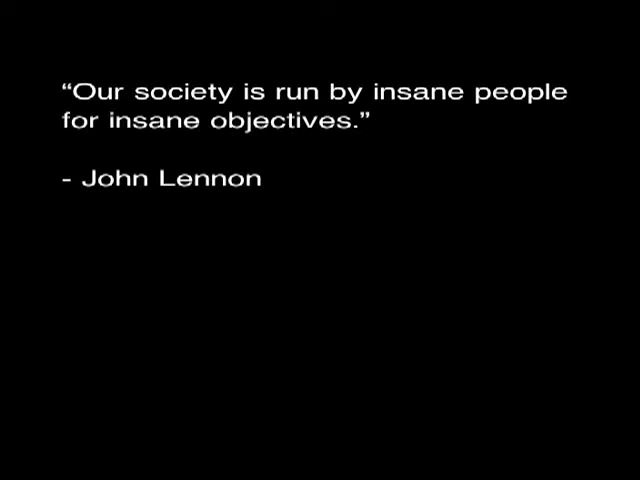 “Our society is run by insane people
for insane objectives.”
- John Lennon